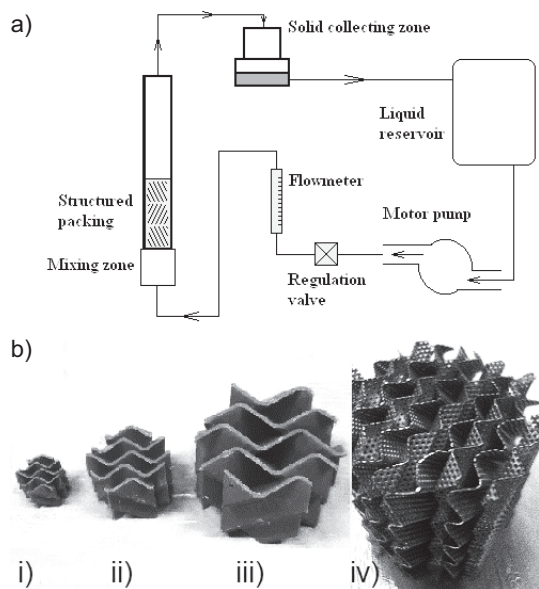 a)
Solid collecting zone
Liquid
reservoir
Structured
packing
Flowmeter
Motor pump
Mixing zone
Regulation
valve
b)
i)
ii)
iii)
iv)